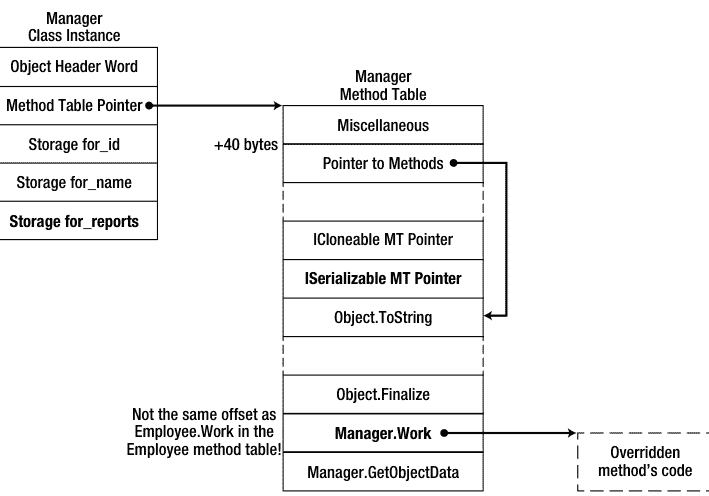 Manager
Class Instance
Object Header Word
Method Table Pointer
Storage for_id
Storage for_name
Storage for_reports
Manager
Method Table
Miscellaneous
+40 bytes
Pointer to Methods
ICloneable MT Pointer
ISerializable MT Pointer
Object.ToString
Object.Finalize
Not the same offset as
Employee.Work in the
Employee method table!
Manager.Work
Manager.GetObjectData
Overridden
method's code